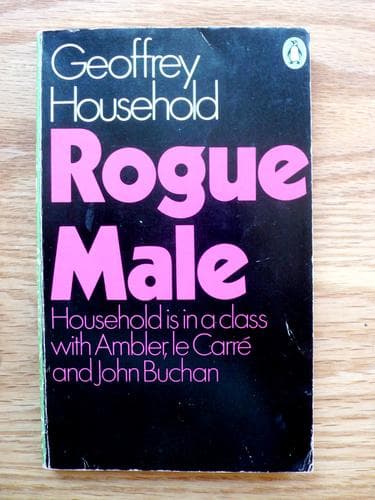 Geoffrey
Household
Rogue
Male
Household is in a class
with Ambler, le Carré
and John Buchan